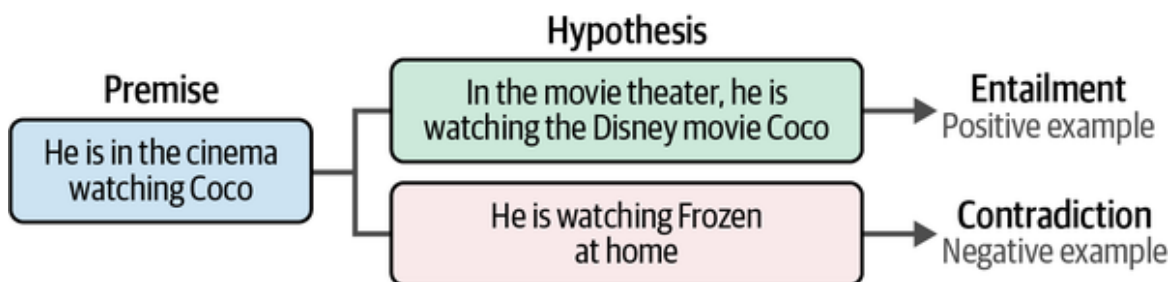 Hypothesis
Premise
He is in the cinema
watching Coco
In the movie theater, he is
watching the Disney movie Coco
Entailment
Positive example
He is watching Frozen
at home
Contradiction
Negative example